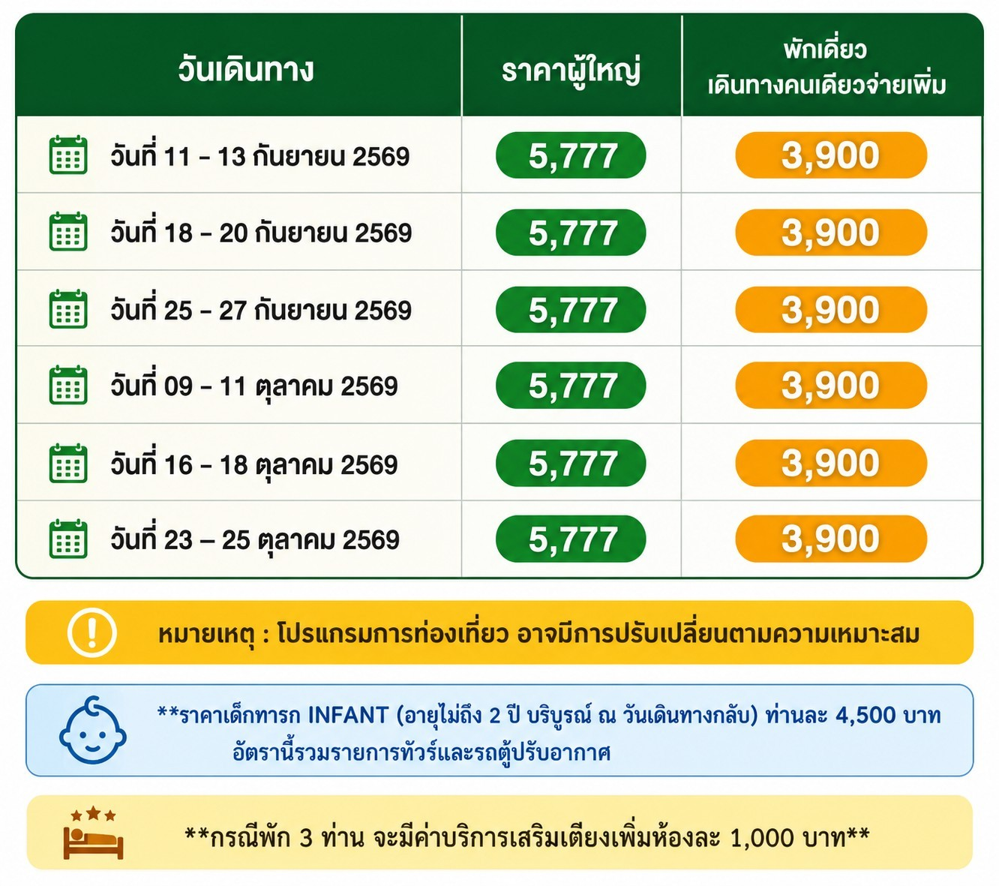 วันเดินทาง ราคาผู้ใหญ่ พักเดี่ยว
เดินทางคนเดียวจ่ายเพิ่ม
วันที่ 11 - 13 กันยายน 2569 5,777 3,900
วันที่ 18 - 20 กันยายน 2569 5,777 3,900
วันที่ 25 - 27 กันยายน 2569 5,777 3,900
วันที่ 09 - 11 ตุลาคม 2569 5,777 3,900
วันที่ 16 - 18 ตุลาคม 2569 5,777 3,900
วันที่ 23 – 25 ตุลาคม 2569 5,777 3,900
หมายเหตุ : โปรแกรมการท่องเที่ยว อาจมีการปรับเปลี่ยนตามความเหมาะสม
**ราคาเด็กทารก INFANT (อายุไม่ถึง 2 ปี บริบูรณ์ ณ วันเดินทางกลับ) ท่านละ 4,500 บาท
อัตรานี้รวมรายการทัวร์และรถตู้ปรับอากาศ
**กรณีพัก 3 ท่าน จะมีค่าบริการเสริมเตียงเพิ่มห้องละ 1,000 บาท**